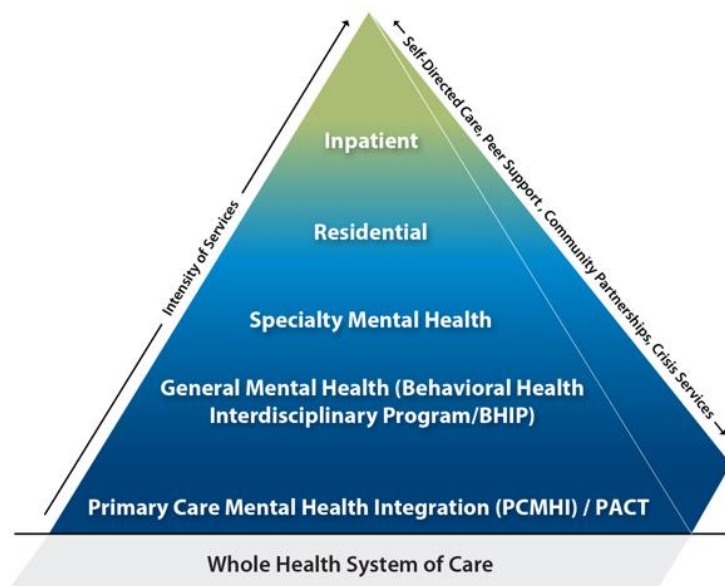 Inpatient
Residential
Specialty Mental Health
General Mental Health (Behavioral Health
Interdisciplinary Program/BHIP)
Primary Care Mental Health Integration (PCMHI) / PACT
Whole Health System of Care
Intensity of Services
Self-Directed Care, Peer Support , Community Partnerships, Crisis Services